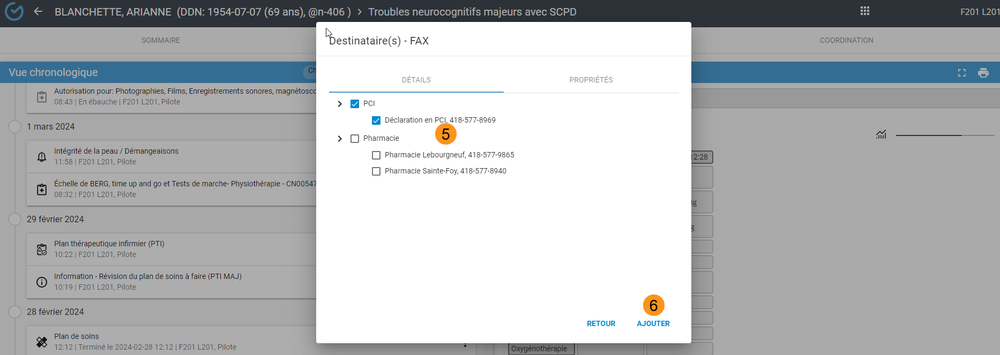 BLANCHETTE, ARIANNE (DDN: 1954-07-07 (69 ans), @n-406 ) > Troubles neurocognitifs majeurs avec SCPD
F201 L201
SOMMAIRE
COORDINATION
Vue chronologique
Ch
Autorisation pour: Photographies, Films, Enregistrements sonores, magnétosco
08:43 | En ébauche | F201 L201, Pilote
1 mars 2024
Intégrité de la peau / Démangeaisons
11:58 | F201 L201, Pilote
Échelle de BERG, time up and go et Tests de marche- Physiothérapie - CN00547
08:32 | F201 L201, Pilote
29 février 2024
Plan thérapeutique infirmier (PTI)
10:22 | F201 L201, Pilote
Information - Révision du plan de soins à faire (PTI MAJ)
10:19 | F201 L201, Pilote
28 février 2024
Plan de soins
12:12 | Terminé le 2024-02-28 12:12 | F201 L201, Pilote
Destinataire(s) - FAX
DÉTAILS
PROPRIÉTÉS
PCI
Déclaration en PCI, 418-577-8969
5
Pharmacie
Pharmacie Lebourgneuf, 418-577-9865
Pharmacie Sainte-Foy, 418-577-8940
6
RETOUR
AJOUTER
2:28
g
Oxygénothérapie